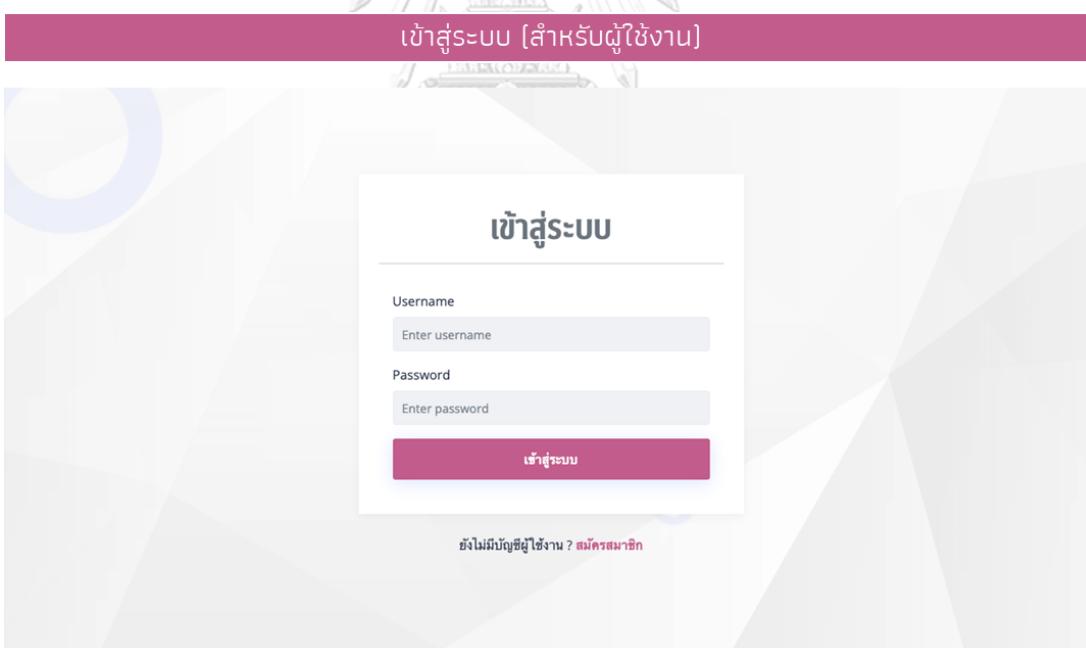 เข้าสู่ระบบ (สำหรับผู้ใช้งาน)
เข้าสู่ระบบ
Username
Enter username
Password
Enter password
เข้าสู่ระบบ
ยังไม่มีบัญชีผู้ใช้งาน ? สมัครสมาชิก